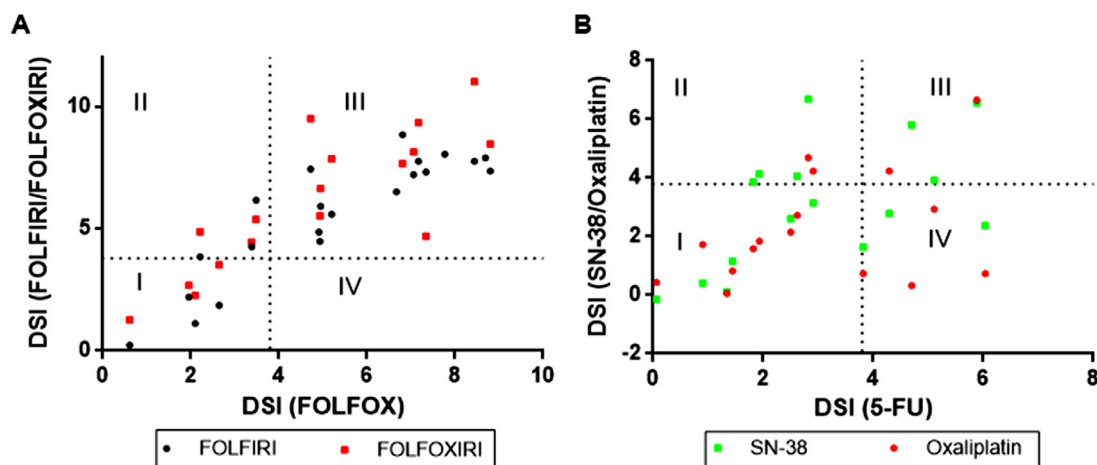 A
DSI (FOLFIRI/FOLFOXIRI)
10
5
0
II
III
I
IV
0 2 4 6 8 10
DSI (FOLFOX)
FOLFIRI FOLFOXIRI
B
DSI (SN-38/Oxaliplatin)
8
6
4
2
0
-2
II
III
I
IV
0 2 4 6 8
DSI (5-FU)
SN-38 Oxaliplatin